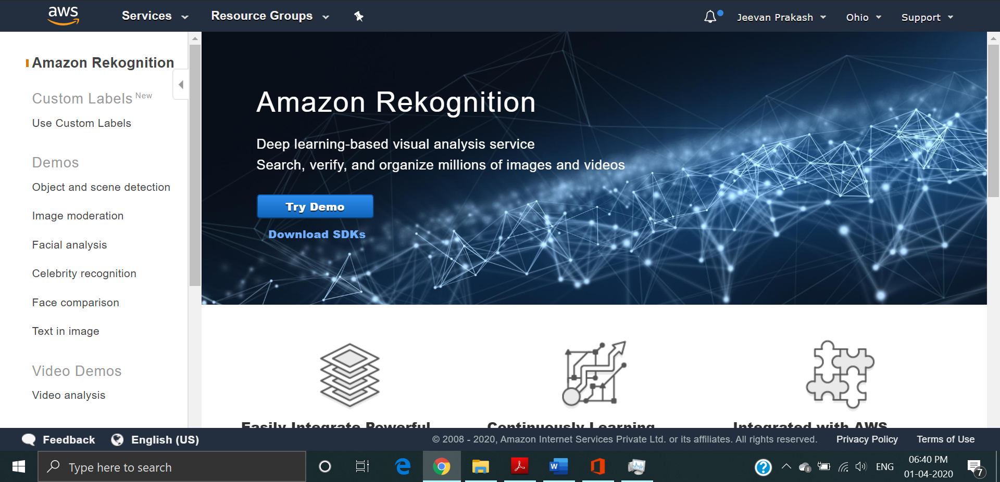 aws
Services
Resource Groups
Jeevan Prakash
Ohio
Support
Amazon Rekognition
Custom Labels New
Use Custom Labels
Demos
Object and scene detection
Image moderation
Facial analysis
Celebrity recognition
Face comparison
Text in image
Video Demos
Video analysis
Amazon Rekognition
Deep learning-based visual analysis service
Search, verify, and organize millions of images and videos
Try Demo
Download SDKs
Easily Integrate Powerful
Continuously Learning
Integrated with AWS
Feedback
English (US)
© 2008 - 2020, Amazon Internet Services Private Ltd. or its affiliates. All rights reserved.
Privacy Policy
Terms of Use
Type here to search
ENG
06:40 PM
01-04-2020
7